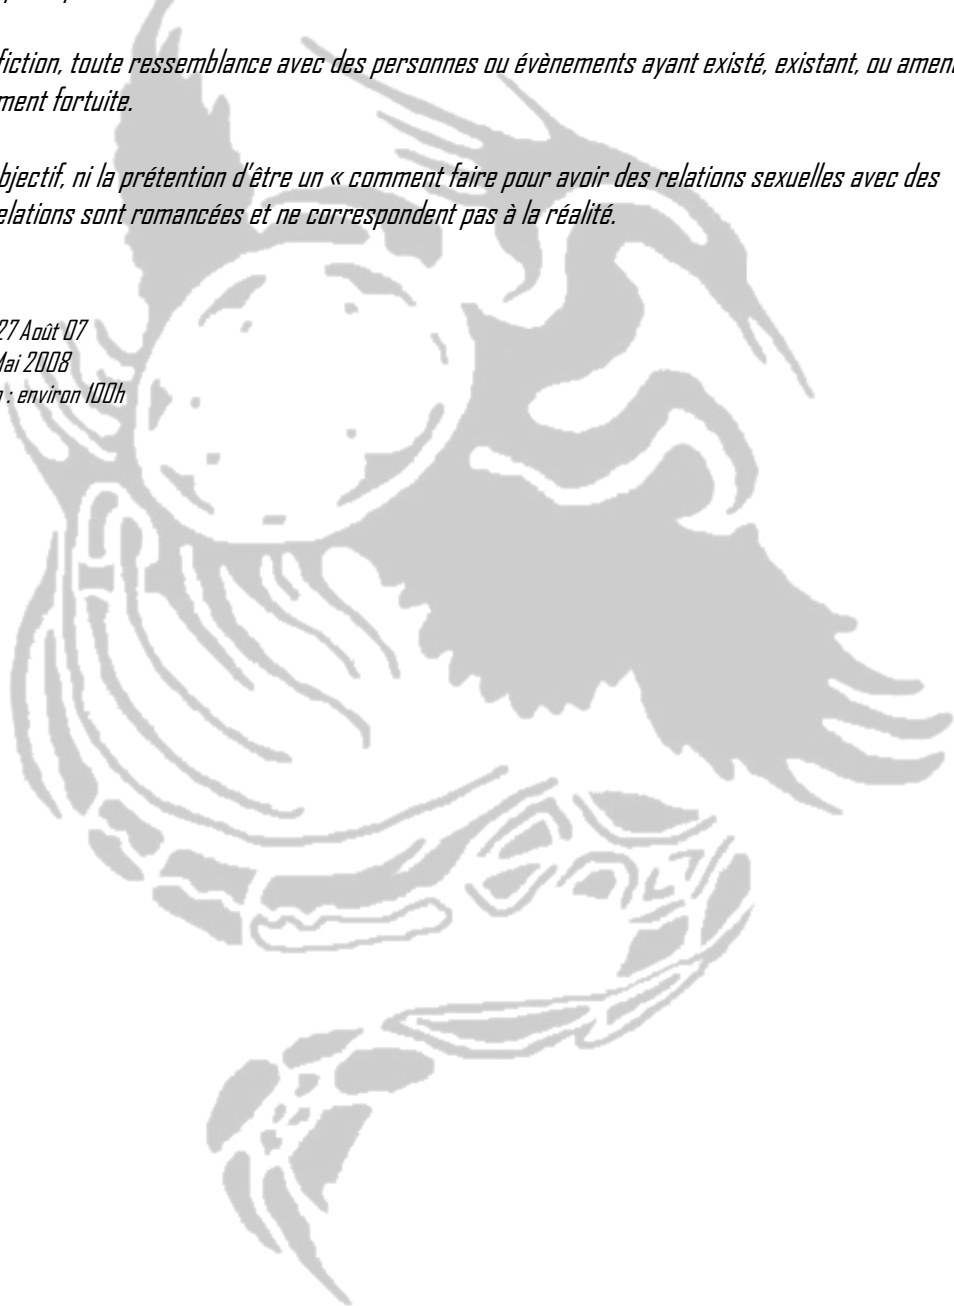 fiction, toute ressemblance avec des personnes ou évènements ayant existé, existant, ou amen
ment fortuite.
bjectif, ni la prétention d'être un « comment faire pour avoir des relations sexuelles avec des
elations sont romancées et ne correspondent pas à la réalité.
27 Août 07
Mai 2008
: environ 100h